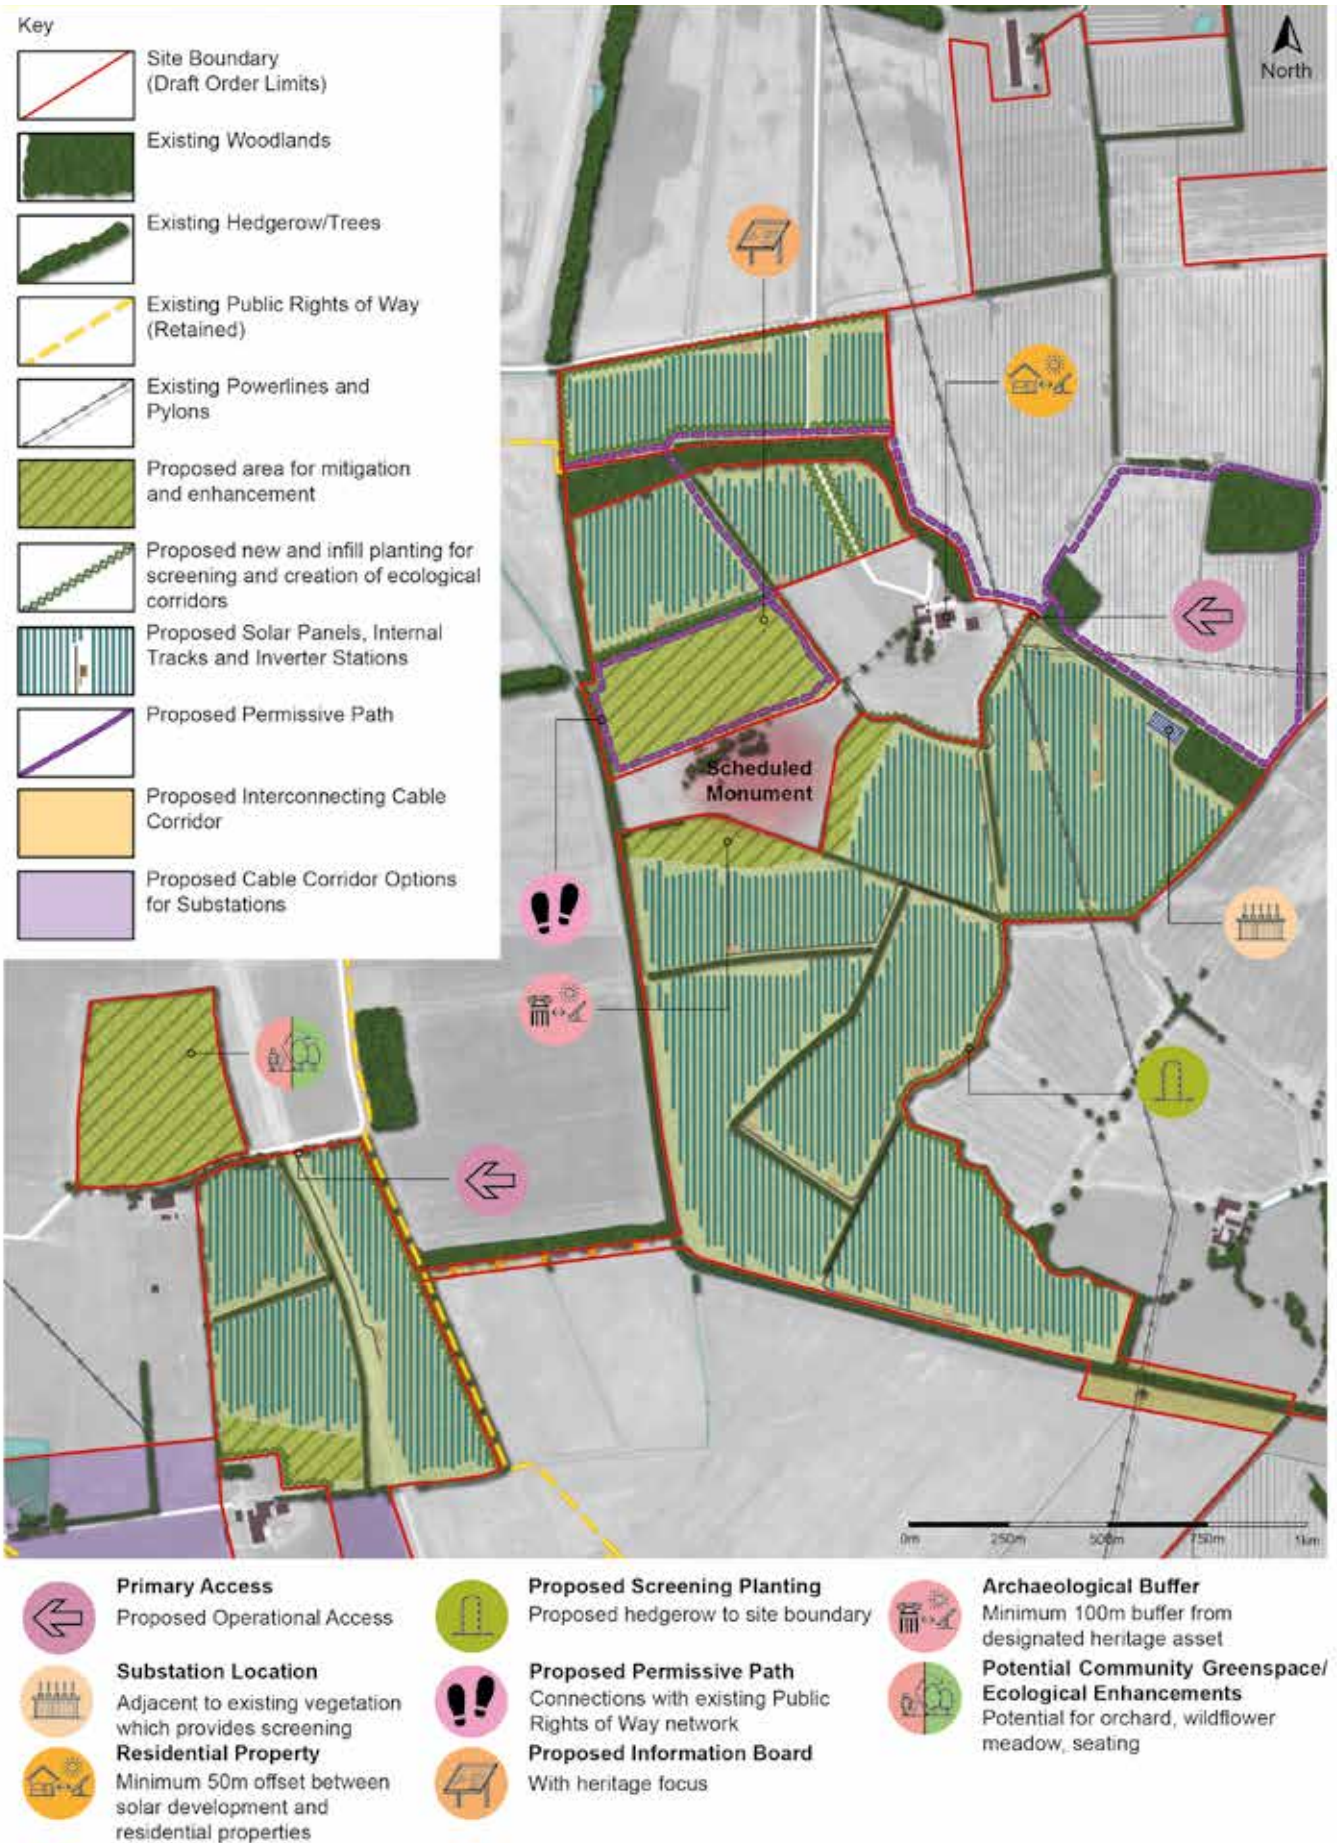 Key
Site Boundary
(Draft Order Limits)
Existing Woodlands
Existing Hedgerow/Trees
Existing Public Rights of Way
(Retained)
Existing Powerlines and
Pylons
Proposed area for mitigation
and enhancement
Proposed new and infill planting for
screening and creation of ecological
corridors
Proposed Solar Panels, Internal
Tracks and Inverter Stations
Proposed Permissive Path
Proposed Interconnecting Cable
Corridor
Proposed Cable Corridor Options
for Substations
North
Scheduled
Monument
0m 250m 500m 750m 1km
Primary Access
Proposed Operational Access
Substation Location
Adjacent to existing vegetation
which provides screening
Residential Property
Minimum 50m offset between
solar development and
residential properties
Proposed Screening Planting
Proposed hedgerow to site boundary
Proposed Permissive Path
Connections with existing Public
Rights of Way network
Proposed Information Board
With heritage focus
Archaeological Buffer
Minimum 100m buffer from
designated heritage asset
Potential Community Greenspace/
Ecological Enhancements
Potential for orchard, wildflower
meadow, seating